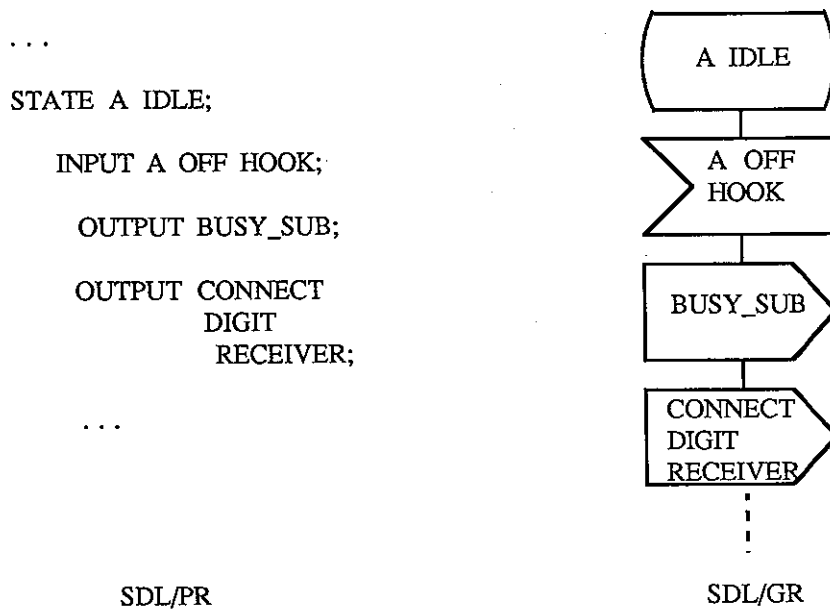 . . .
STATE A IDLE;
INPUT A OFF HOOK;
OUTPUT BUSY_SUB;
OUTPUT CONNECT
DIGIT
RECEIVER;
. . .
SDL/PR
A IDLE
A OFF
HOOK
BUSY_SUB
CONNECT
DIGIT
RECEIVER
SDL/GR